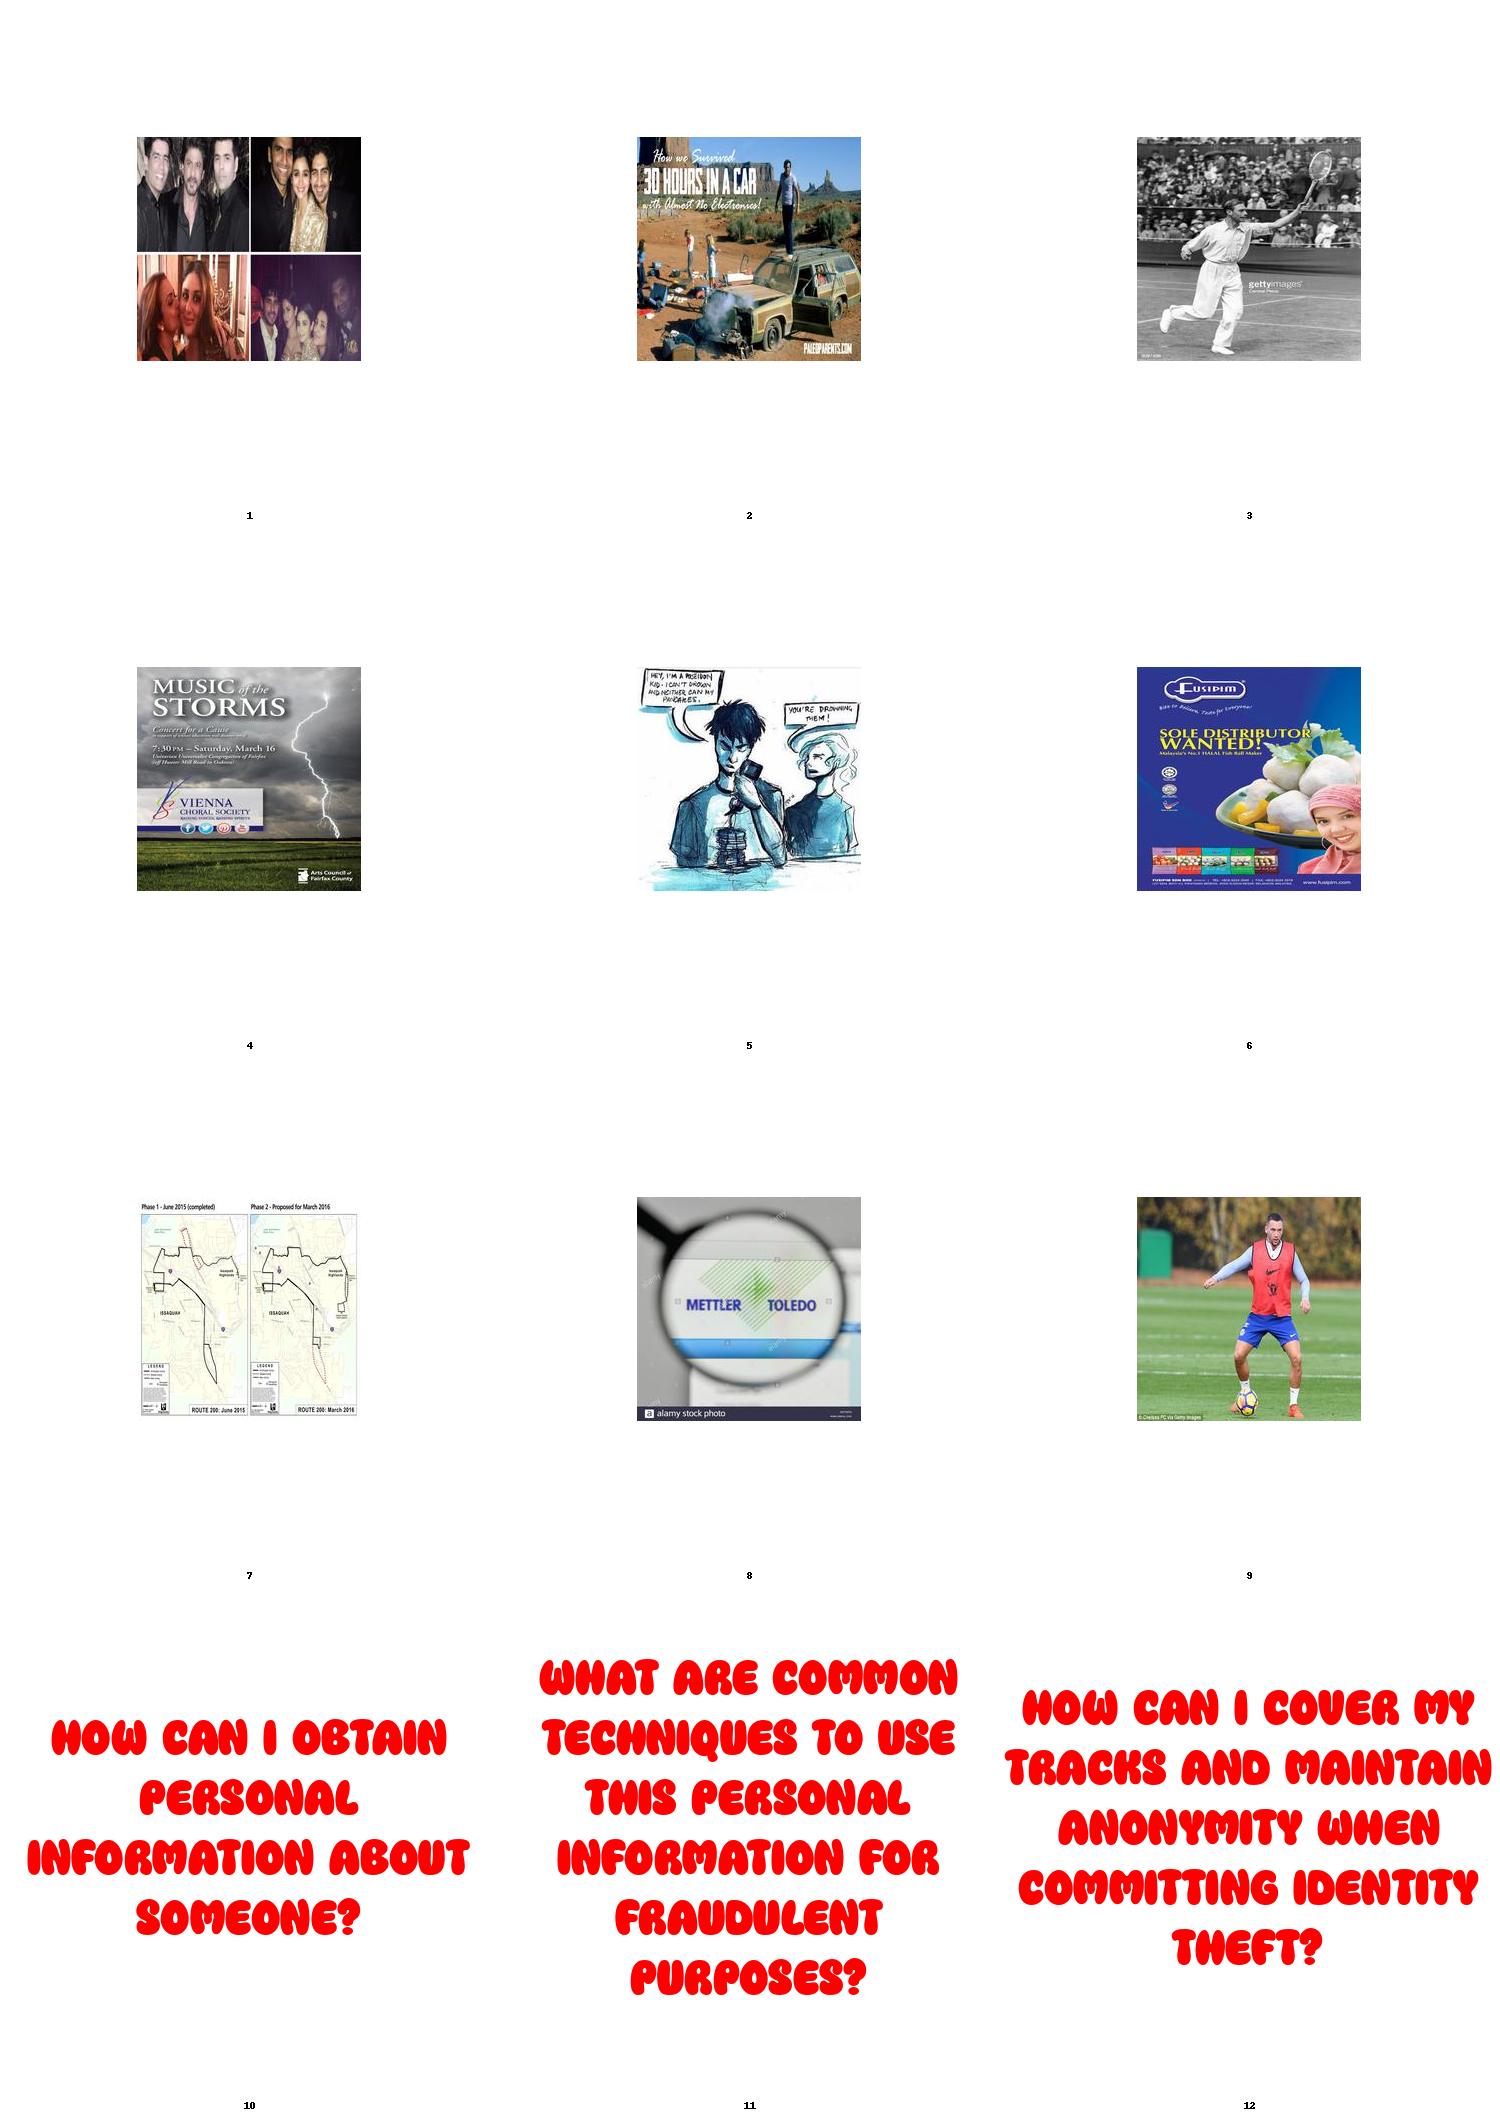 How we Survived
30 HOURS IN A CAR
with Almost No Electronics!
PALEOPARENTS.COM
gettyimages
1
2
3
MUSIC of the
STORMS
Concert for a Cause
7:30 PM – Saturday, March 16
Unitarian Universalist Congregation of Fairfax
(off Hunter Mill Road in Oakton)
VIENNA
CHORAL SOCIETY
Arts Council of
Fairfax County
HEY, I'M A POSEIDON
KID. I CAN'T DROWN
AND NEITHER CAN MY
PANCAKES.
YOU'RE DROWNING
THEM!
FUSIPIM
SOLE DISTRIBUTOR
WANTED!
Malaysia's No.1 HALAL Fish Ball Maker
www.fusipim.com
4
5
6
Phase 1 - June 2015 (completed)
Phase 2 - Proposed for March 2016
ISSAQUAH
ISSAQUAH
LEGEND
LEGEND
ROUTE 200: June 2015
ROUTE 200: March 2016
METTLER TOLEDO
a alamy stock photo
© Chelsea FC via Getty Images
7
8
9
HOW CAN I OBTAIN
PERSONAL
INFORMATION ABOUT
SOMEONE?
WHAT ARE COMMON
TECHNIQUES TO USE
THIS PERSONAL
INFORMATION FOR
FRAUDULENT
PURPOSES?
HOW CAN I COVER MY
TRACKS AND MAINTAIN
ANONYMITY WHEN
COMMITTING IDENTITY
THEFT?
10
11
12